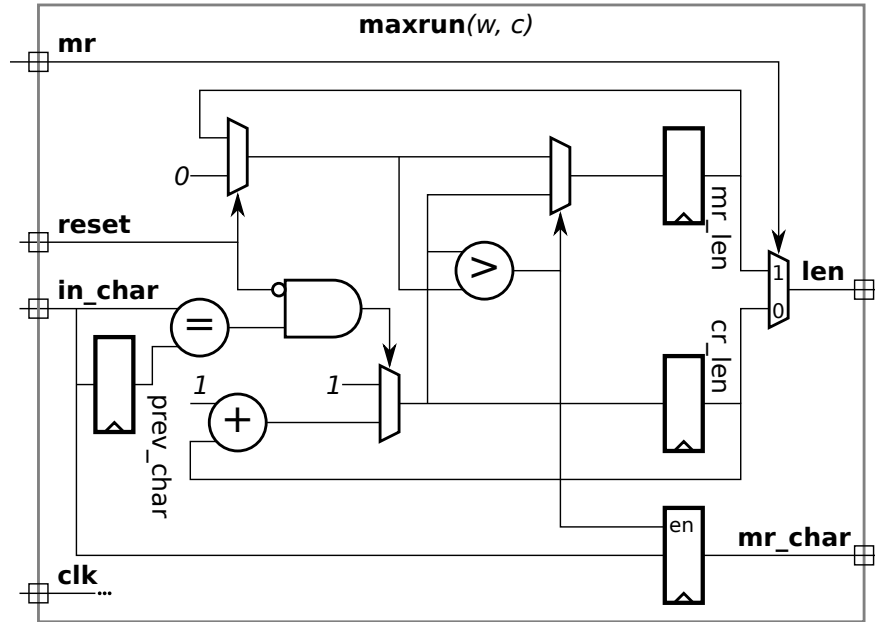 maxrun(w, c)
mr
0
reset
mr_len
>
1
len
0
in_char
=
cr_len
1
1
+
prev_char
en
mr_char
clk
...